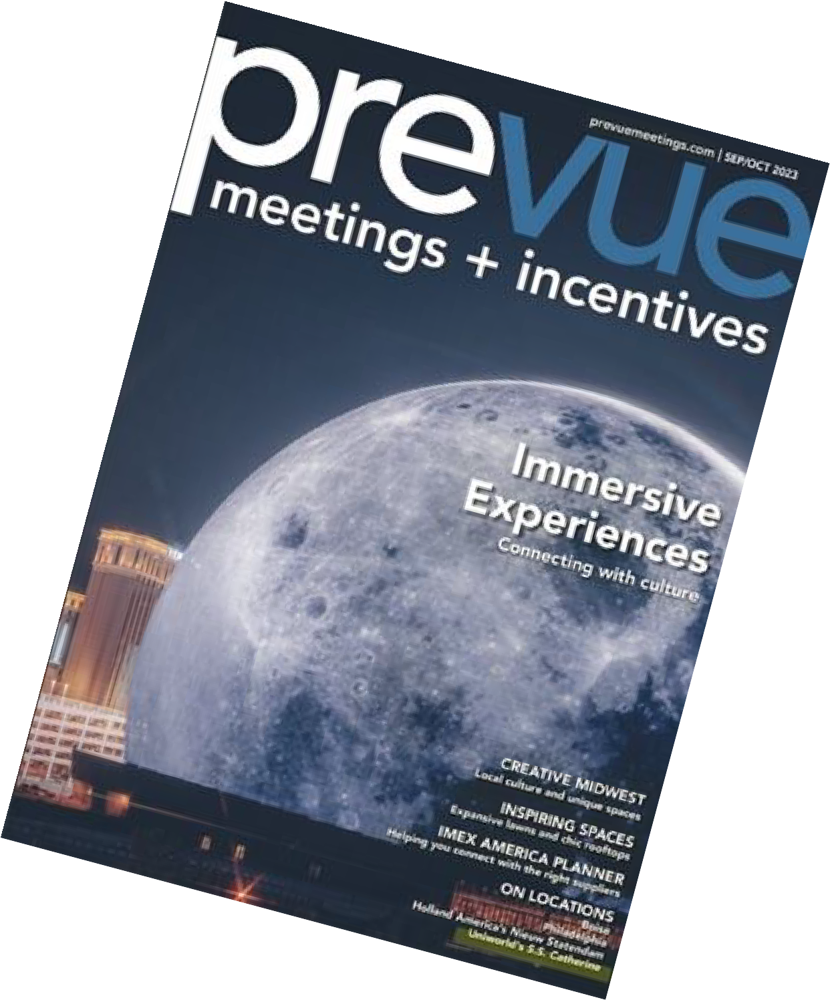 prevuemeetings.com | SEP/OCT 2023
prevue
meetings + incentives
Immersive
Experiences
Connecting with culture
CREATIVE MIDWEST
Local culture and unique spaces
INSPIRING SPACES
Expansive lawns and chic rooftops
IMEX AMERICA PLANNER
Helping you connect with the right suppliers
ON LOCATIONS
Philadelphia
Holland America's Nieuw Statendam
Uniworld's S.S. Catherine